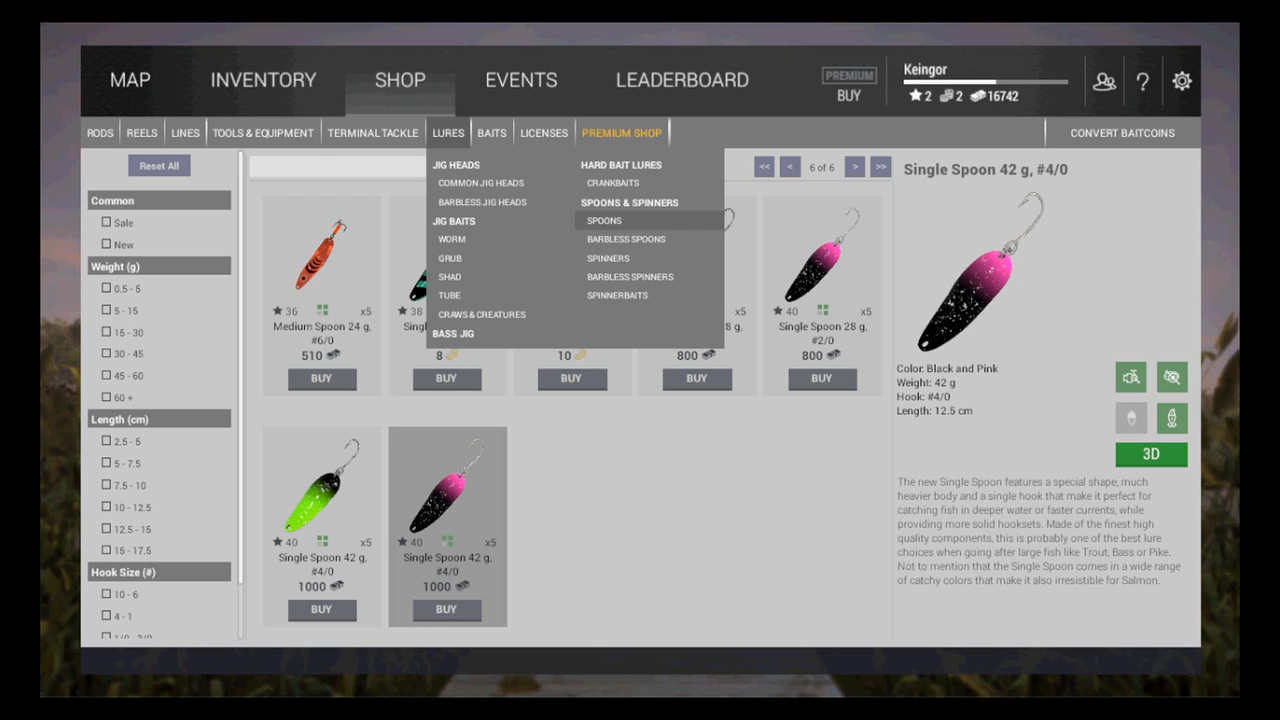 MAP
INVENTORY
SHOP
EVENTS
LEADERBOARD
PREMIUM
BUY
Keingor
2 2 16742
RODS REELS LINES TOOLS & EQUIPMENT TERMINAL TACKLE LURES BAITS LICENSES PREMIUM SHOP CONVERT BAITCOINS
Reset All
Common
Sale
New
Weight (g)
0.5 - 5
5 - 15
15 - 30
30 - 45
45 - 60
60 +
Length (cm)
2.5 - 5
5 - 7.5
7.5 - 10
10 - 12.5
12.5 - 15
15 - 17.5
Hook Size (#)
10 - 6
4 - 1
JIG HEADS
COMMON JIG HEADS
BARBLESS JIG HEADS
JIG BAITS
WORM
GRUB
SHAD
TUBE
CRAWS & CREATURES
BASS JIG
HARD BAIT LURES
CRANKBAITS
SPOONS & SPINNERS
SPOONS
BARBLESS SPOONS
SPINNERS
BARBLESS SPINNERS
SPINNERBAITS
<< < 6 of 6 > >>
36 x5
Medium Spoon 24 g,
#6/0
510
BUY
38
8
BUY
10
BUY
x5
800
BUY
40 x5
Single Spoon 28 g,
#2/0
800
BUY
40 x5
Single Spoon 42 g,
#4/0
1000
BUY
40 x5
Single Spoon 42 g,
#4/0
1000
BUY
Single Spoon 42 g, #4/0
Color: Black and Pink
Weight: 42 g
Hook: #4/0
Length: 12.5 cm
3D
The new Single Spoon features a special shape, much
heavier body and a single hook that make it perfect for
catching fish in deeper water or faster currents, while
providing more solid hooksets. Made of the finest high
quality components, this is probably one of the best lure
choices when going after large fish like Trout, Bass or Pike.
Not to mention that the Single Spoon comes in a wide range
of catchy colors that make it also irresistible for Salmon.